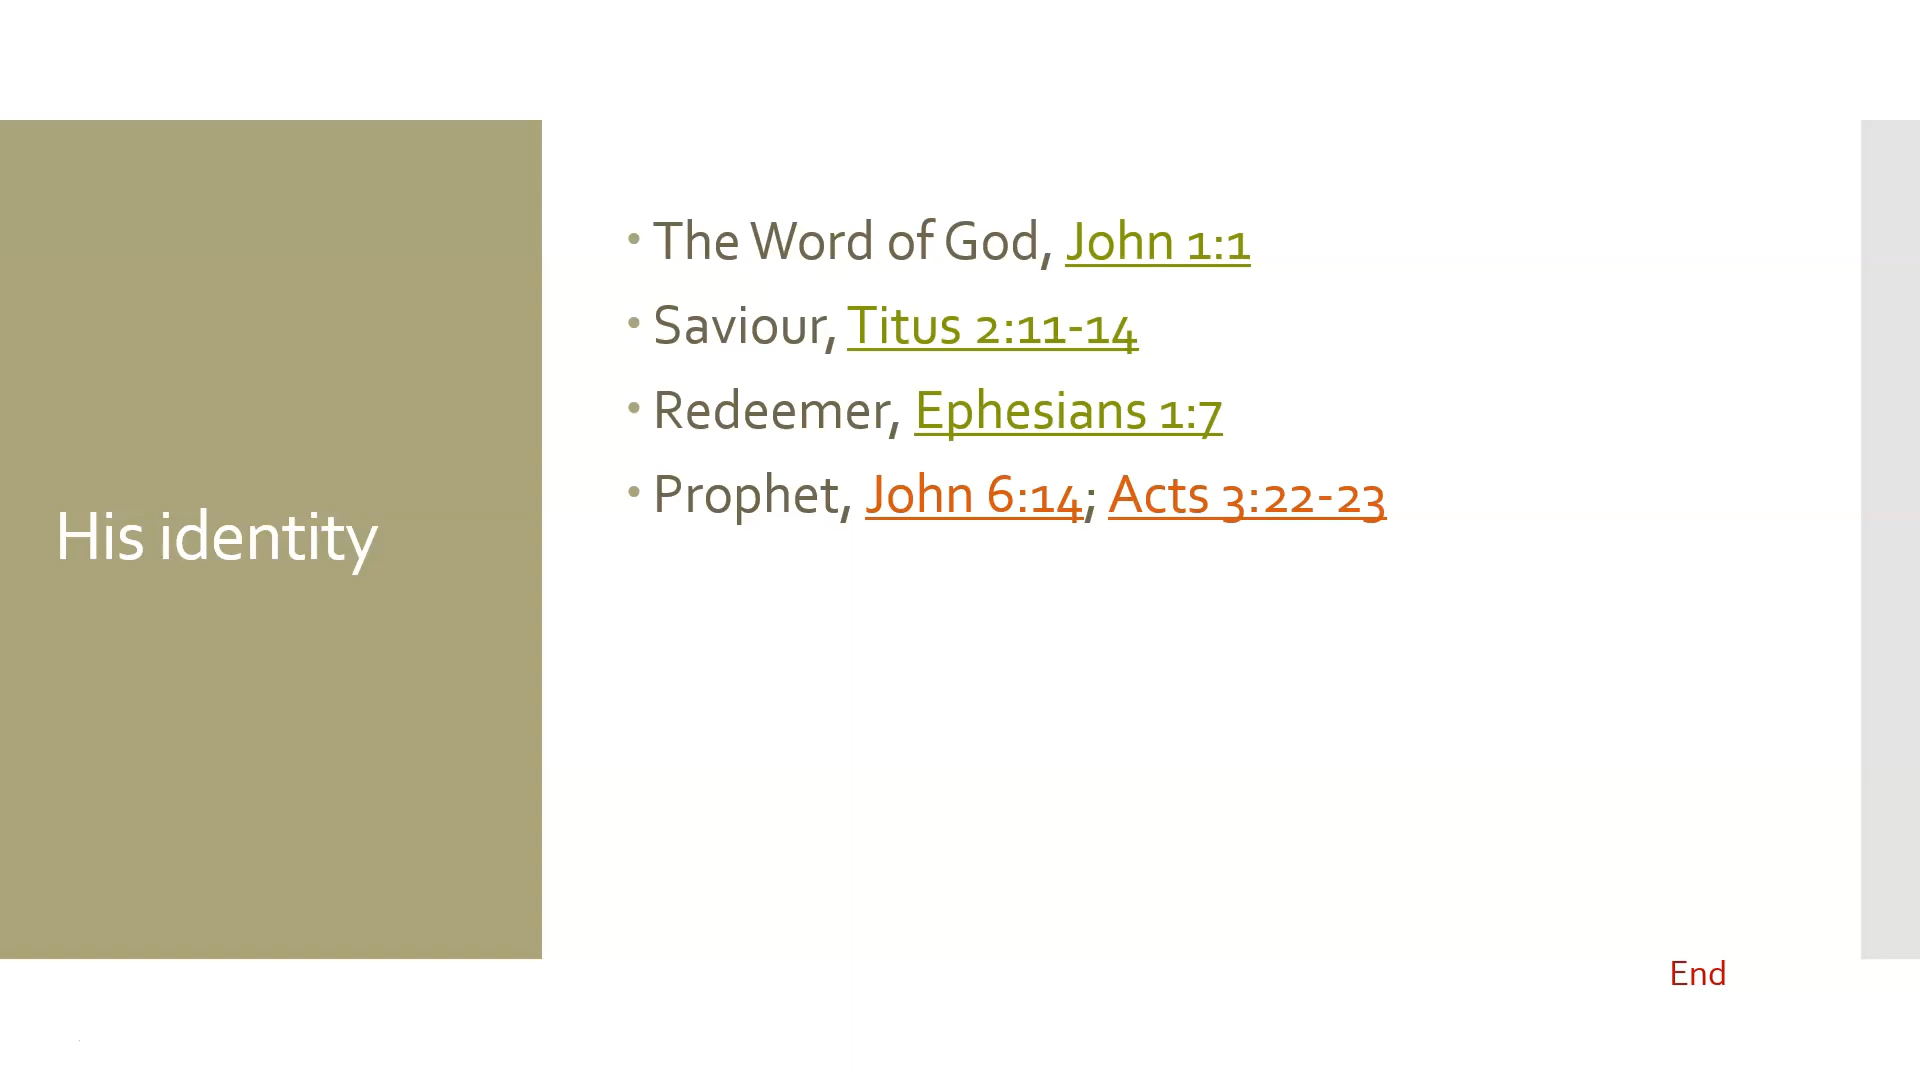 His identity
• The Word of God, John 1:1
• Saviour, Titus 2:11-14
• Redeemer, Ephesians 1:7
• Prophet, John 6:14; Acts 3:22-23
End